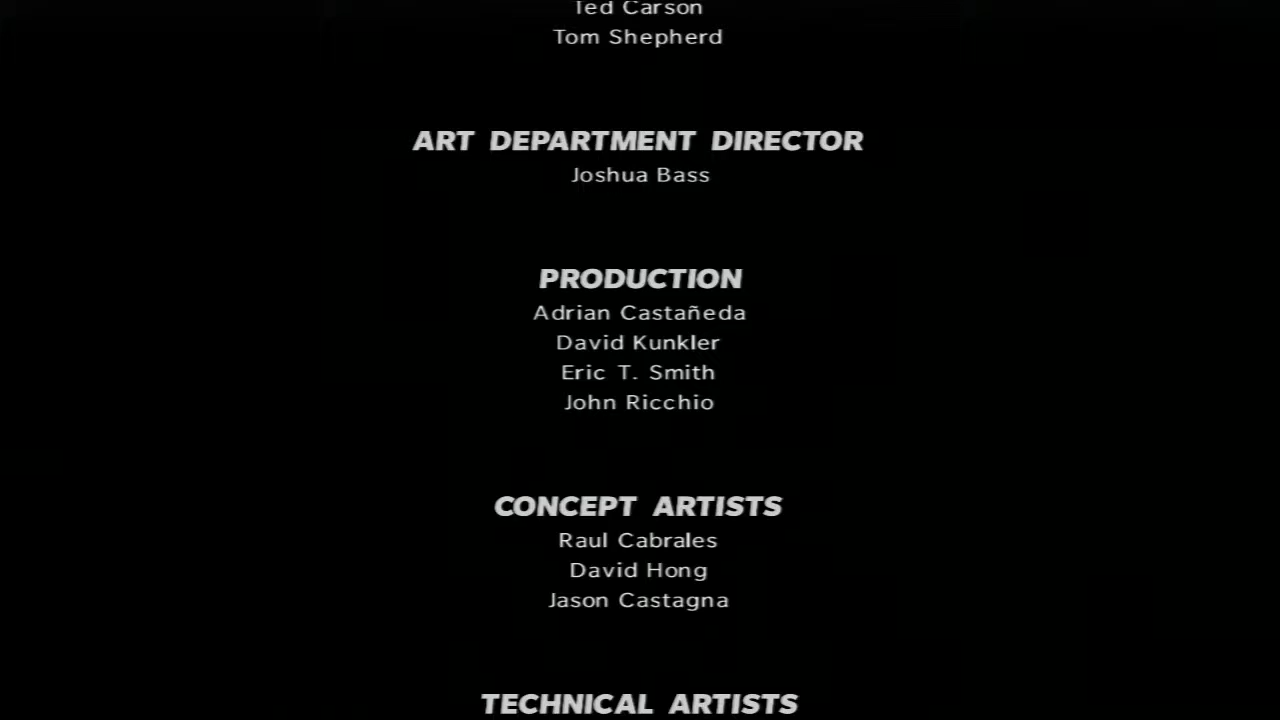 Ted Carson
Tom Shepherd
ART DEPARTMENT DIRECTOR
Joshua Bass
PRODUCTION
Adrian Castañeda
David Kunkler
Eric T. Smith
John Ricchio
CONCEPT ARTISTS
Raul Cabrales
David Hong
Jason Castagna
TECHNICAL ARTISTS